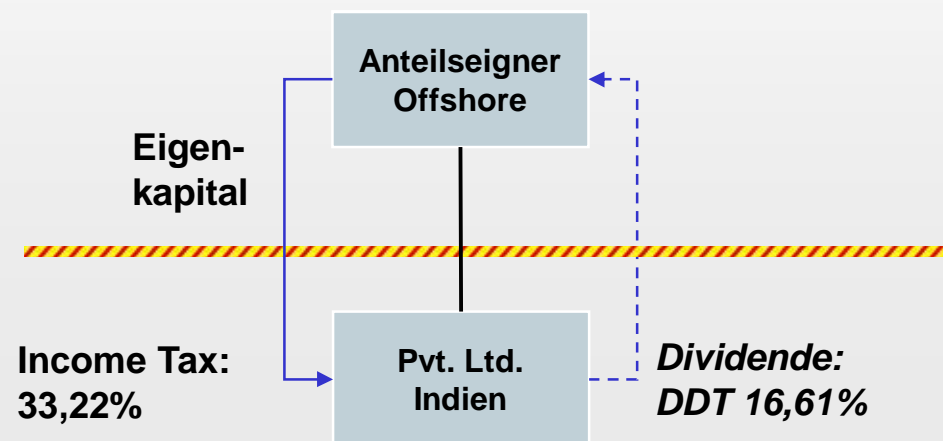 Anteilseigner
Offshore
Eigen-
kapital
Income Tax:
33,22%
Pvt. Ltd.
Indien
Dividende:
DDT 16,61%